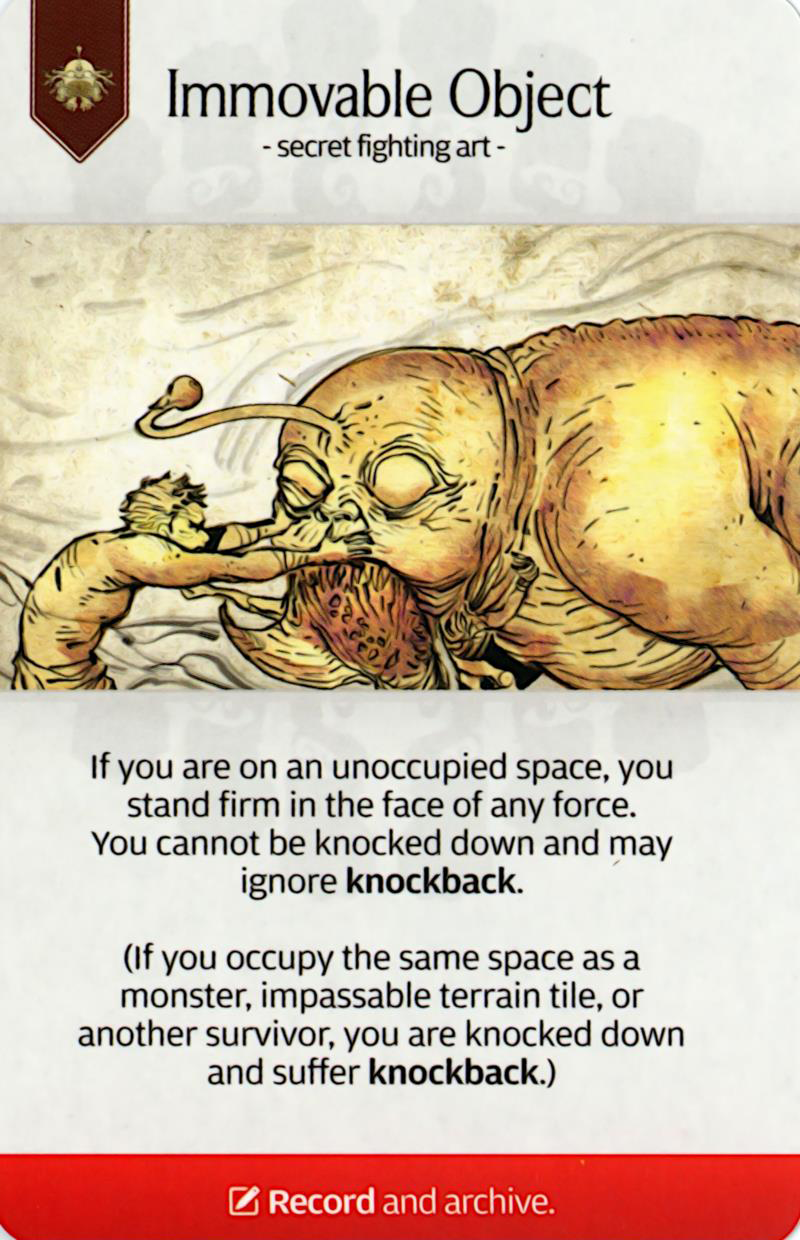 Immovable Object
- secret fighting art -
If you are on an unoccupied space, you
stand firm in the face of any force.
You cannot be knocked down and may
ignore knockback.
(If you occupy the same space as a
monster, impassable terrain tile, or
another survivor, you are knocked down
and suffer knockback.)
Record and archive.